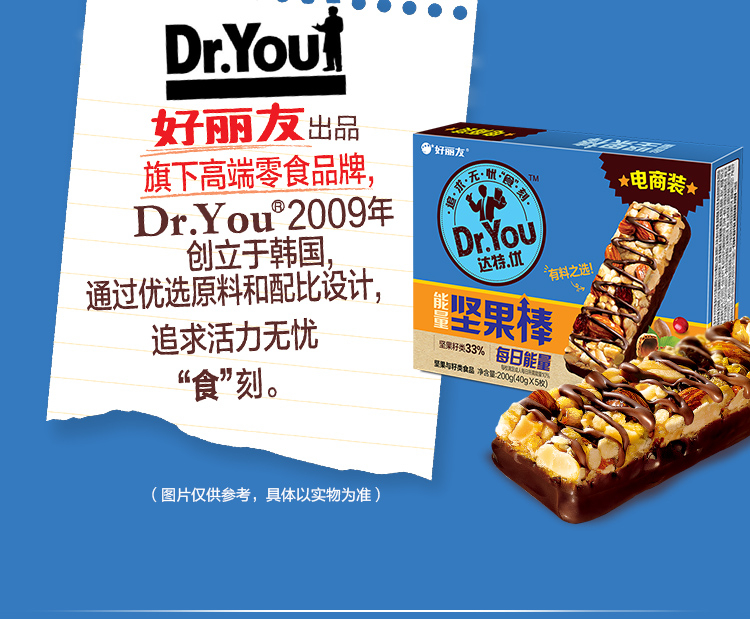 Dr.You
好丽友出品
旗下高端零食品牌，
Dr.You® 2009年
创立于韩国，
通过优选原料和配比设计，
追求活力无忧
“食”刻。
（图片仅供参考，具体以实物为准）
好丽友®
电商装
追·求·无·忧·“食”·刻
TM
Dr.You
达特.优
有料之选!
能量
坚果棒
坚果籽类33%
每日能量
坚果与籽类食品 净含量:200g(40g×5枚)